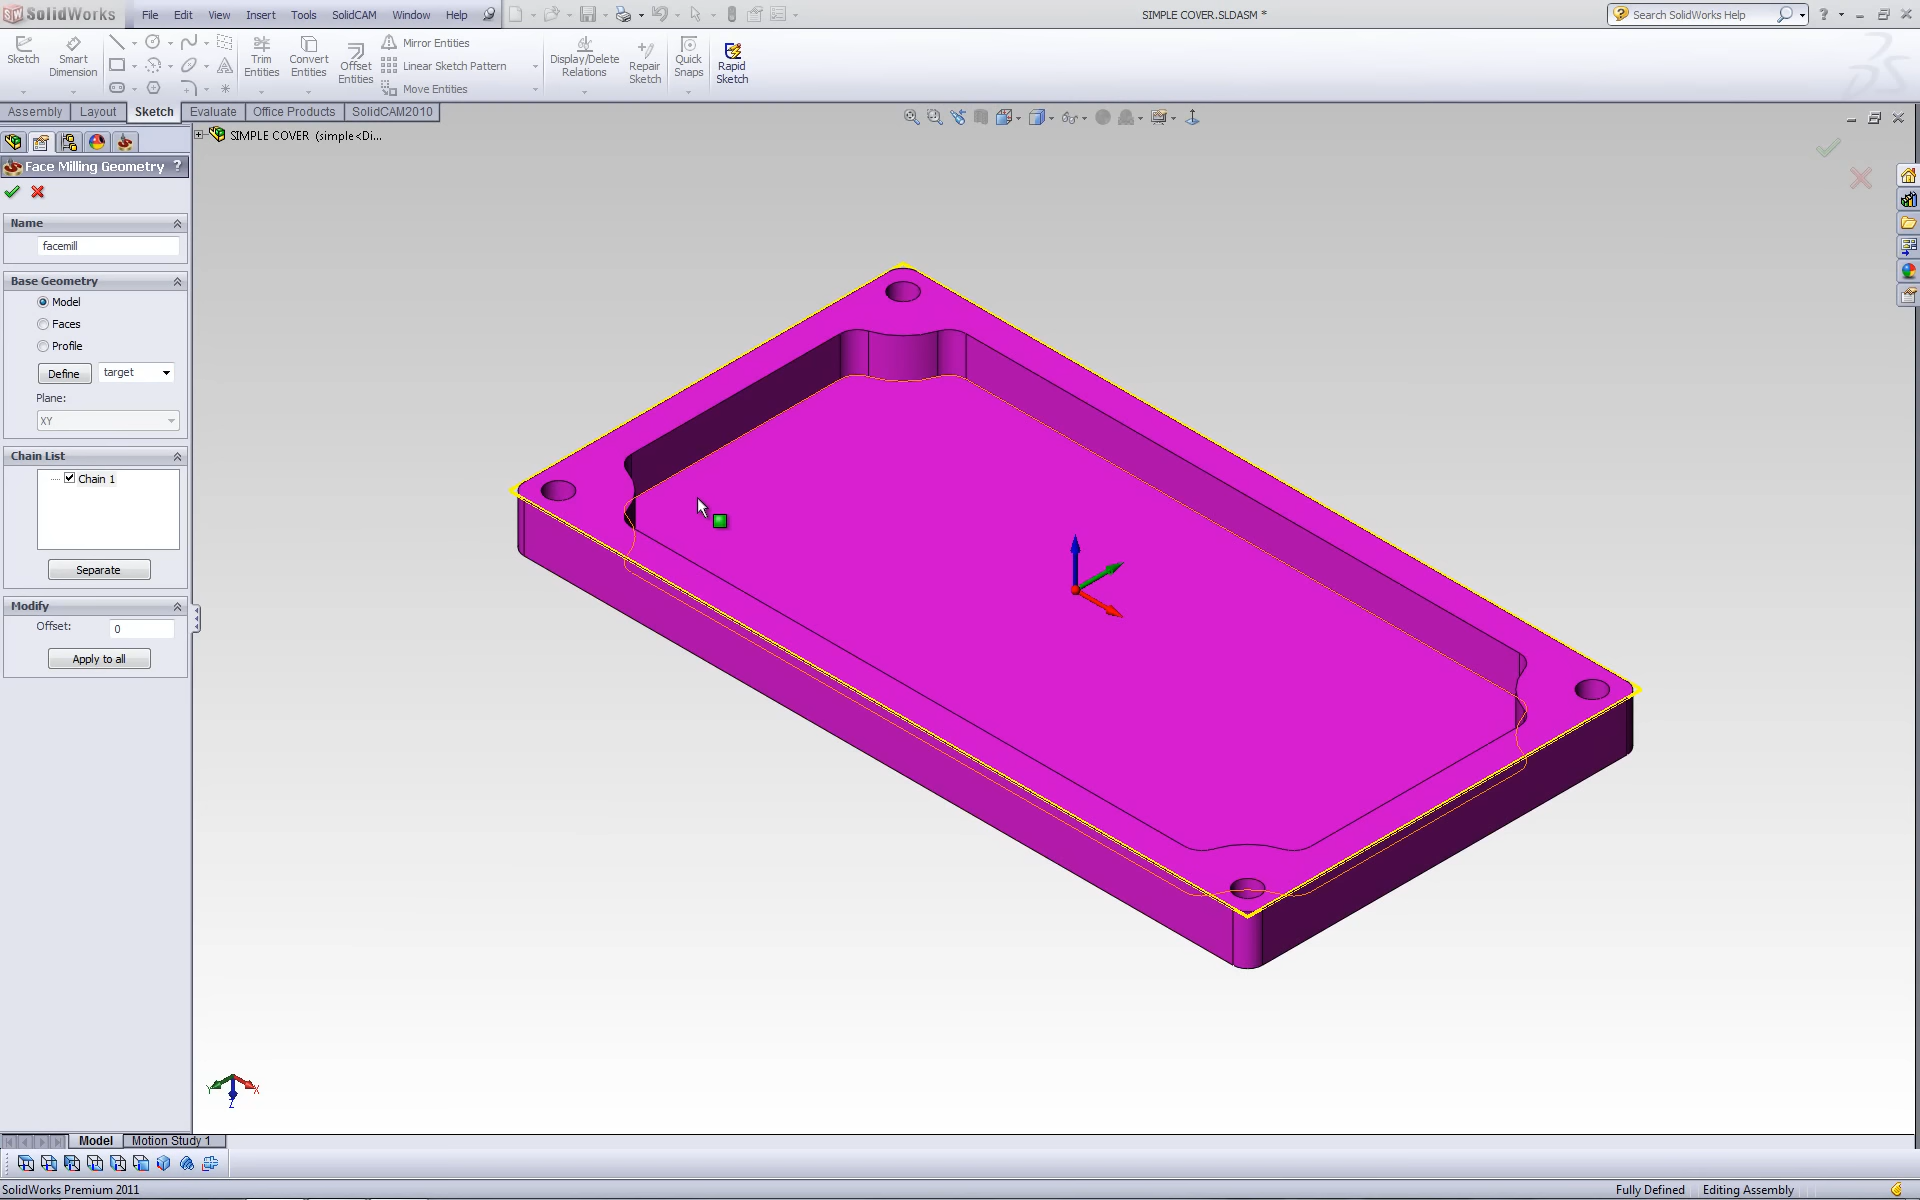 SolidWorks File Edit View Insert Tools SolidCAM Window Help SIMPLE COVER.SLDASM * Search SolidWorks Help ?
Sketch Smart Dimension Trim Entities Convert Entities Offset Entities Mirror Entities Linear Sketch Pattern Move Entities Display/Delete Relations Repair Sketch Quick Snaps Rapid Sketch
Assembly Layout Sketch Evaluate Office Products SolidCAM2010
SIMPLE COVER (simple<Di...
Face Milling Geometry ?
Name
facemill
Base Geometry
Model
Faces
Profile
Define target
Plane:
XY
Chain List
Chain 1
Separate
Modify
Offset: 0
Apply to all
Y X
Z
Model Motion Study 1
SolidWorks Premium 2011 Fully Defined Editing Assembly